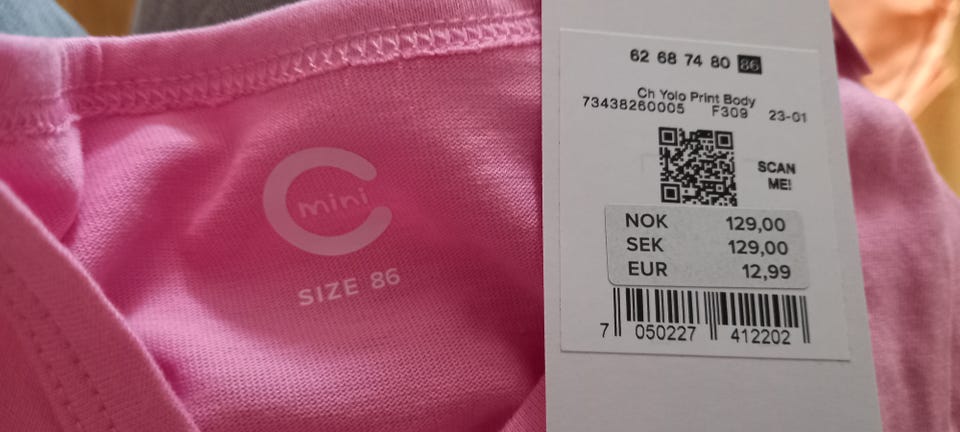 mini
SIZE 86
62 68 74 80 86
Ch Yolo Print Body
73438260005 F309 23-01
SCAN
ME!
NOK 129,00
SEK 129,00
EUR 12,99
7 050227 412202